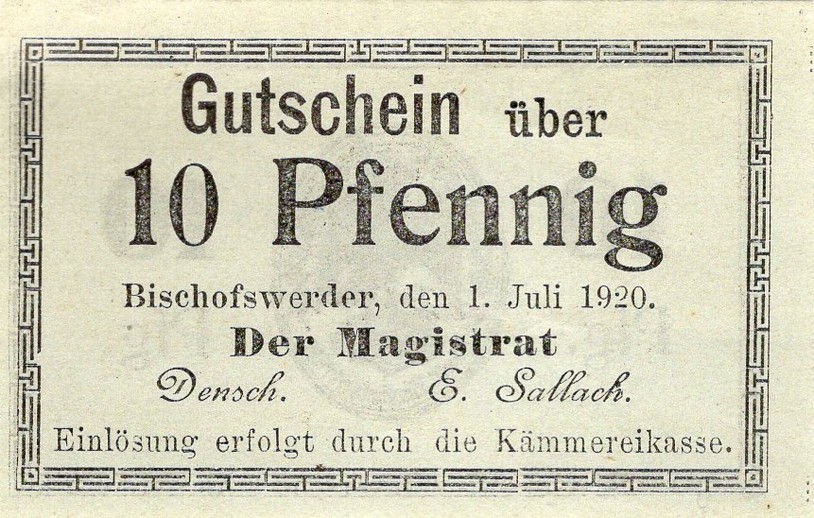 Gutschein über
10 Pfennig
Bischofswerder, den 1. Juli 1920.
Der Magistrat
Densch. E. Sallach.
Einlösung erfolgt durch die Kämmereikasse.